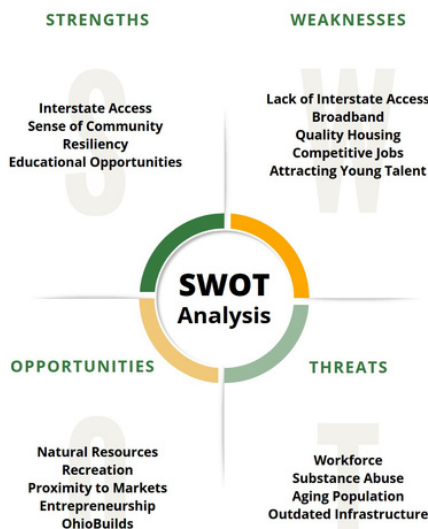 STRENGTHS
Interstate Access
Sense of Community
Resiliency
Educational Opportunities
WEAKNESSES
Lack of Interstate Access
Broadband
Quality Housing
Competitive Jobs
Attracting Young Talent
SWOT
Analysis
OPPORTUNITIES
Natural Resources
Recreation
Proximity to Markets
Entrepreneurship
OhioBuilds
THREATS
Workforce
Substance Abuse
Aging Population
Outdated Infrastructure
S
W
O
T